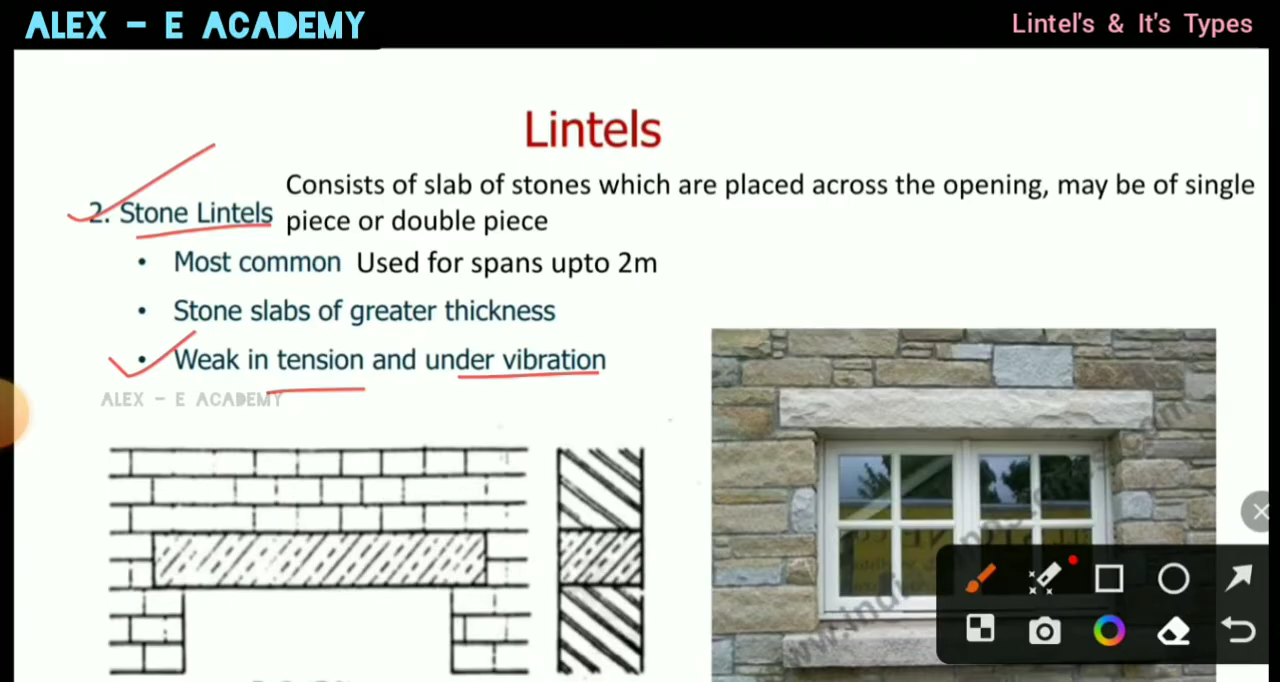 ALEX - E ACADEMY
Lintel's & It's Types
Lintels
Consists of slab of stones which are placed across the opening, may be of single
2. Stone Lintels piece or double piece
• Most common Used for spans upto 2m
• Stone slabs of greater thickness
• Weak in tension and under vibration
ALEX - E ACADEMY